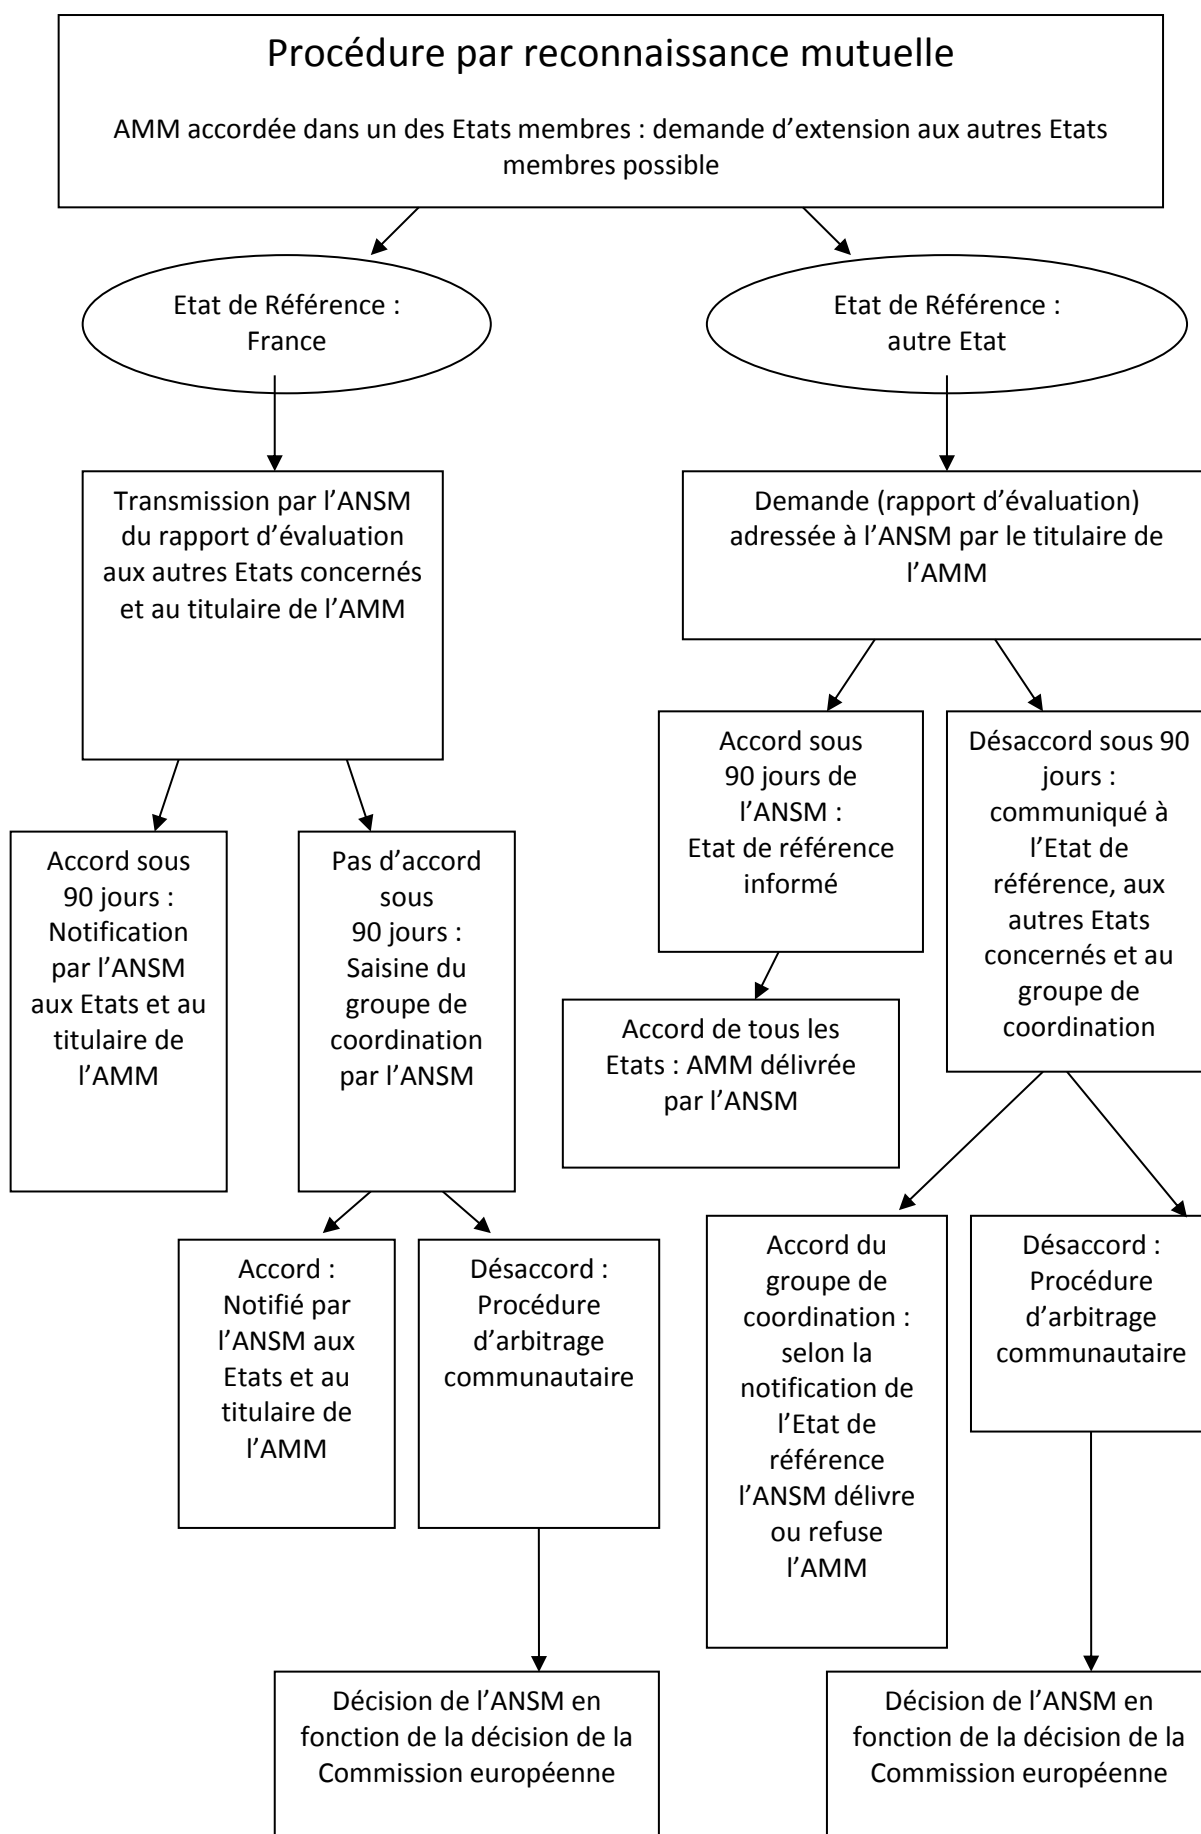 Procédure par reconnaissance mutuelle
AMM accordée dans un des Etats membres : demande d’extension aux autres Etats
membres possible
Etat de Référence :
France
Etat de Référence :
autre Etat
Transmission par l’ANSM
du rapport d’évaluation
aux autres Etats concernés
et au titulaire de l’AMM
Demande (rapport d’évaluation)
adressée à l’ANSM par le titulaire de
l’AMM
Accord sous
90 jours :
Notification
par l’ANSM
aux Etats et au
titulaire de
l’AMM
Pas d’accord
sous
90 jours :
Saisine du
groupe de
coordination
par l’ANSM
Accord sous
90 jours de
l’ANSM :
Etat de référence
informé
Désaccord sous 90
jours :
communiqué à
l’Etat de
référence, aux
autres Etats
concernés et au
groupe de
coordination
Accord de tous les
Etats : AMM délivrée
par l’ANSM
Accord :
Notifié par
l’ANSM aux
Etats et au
titulaire de
l’AMM
Désaccord :
Procédure
d’arbitrage
communautaire
Accord du
groupe de
coordination :
selon la
notification de
l’Etat de
référence
l’ANSM délivre
ou refuse
l’AMM
Désaccord :
Procédure
d’arbitrage
communautaire
Décision de l’ANSM en
fonction de la décision de la
Commission européenne
Décision de l’ANSM en
fonction de la décision de la
Commission européenne